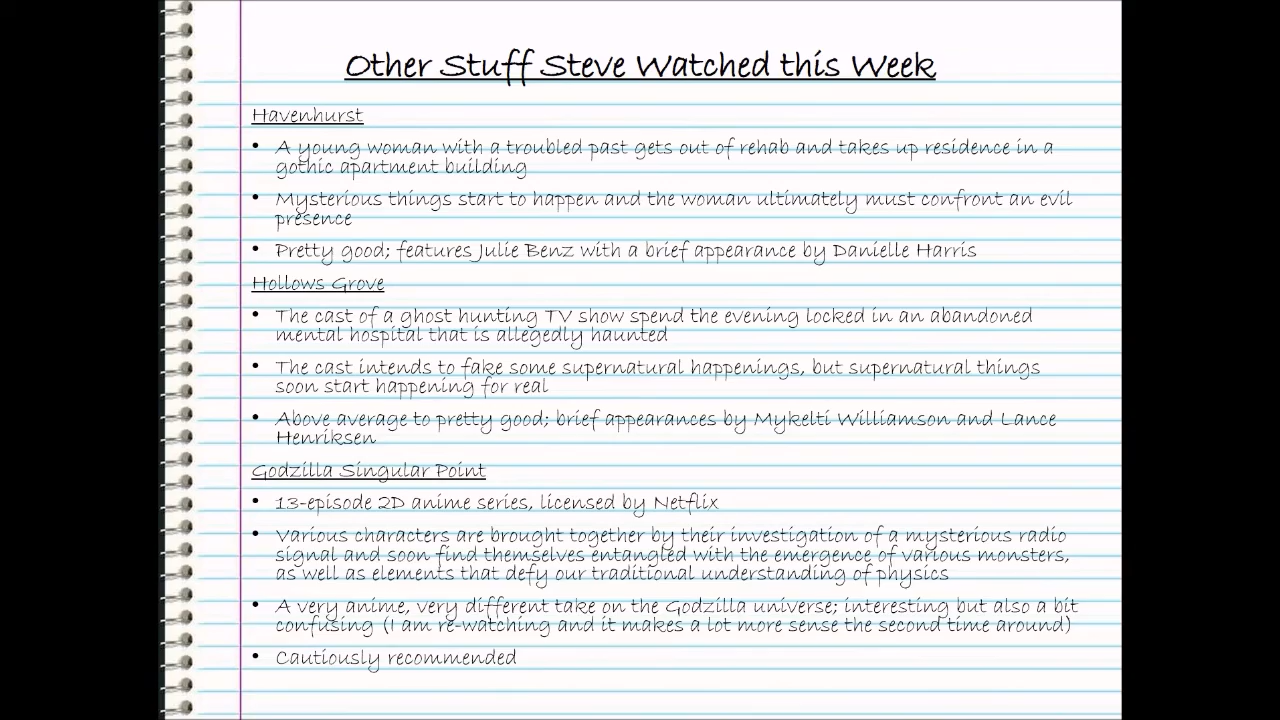 Other Stuff Steve Watched this Week
Havenhurst
• A young woman with a troubled past gets out of rehab and takes up residence in a
gothic apartment building
• Mysterious things start to happen and the woman ultimately must confront an evil
presence
• Pretty good; features Julie Benz with a brief appearance by Danielle Harris
Hollows Grove
• The cast of a ghost hunting TV show spend the evening locked in an abandoned
mental hospital that is allegedly haunted
• The cast intends to fake some supernatural happenings, but supernatural things
soon start happening for real
• Above average to pretty good; brief appearances by Mykelti Williamson and Lance
Henriksen
Godzilla Singular Point
• 13-episode 2D anime series, licensed by Netflix
• Various characters are brought together by their investigation of a mysterious radio
signal and soon find themselves entangled with the emergence of various monsters,
as well as elements that defy our traditional understanding of physics
• A very anime, very different take on the Godzilla universe; interesting but also a bit
confusing (I am rewatching and it makes a lot more sense the second time around)
• Cautiously recommended